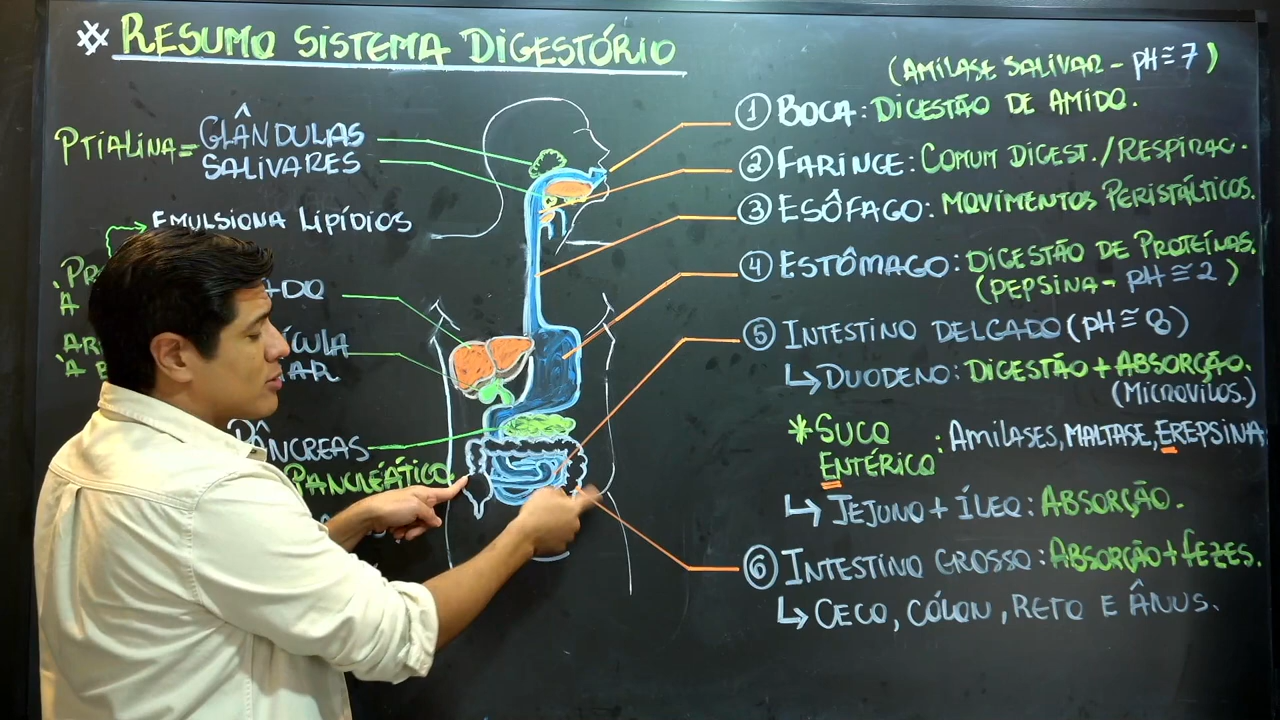 RESUMO SISTEMA DIGESTÓRIO
PTIALINA = GLÂNDULAS
SALIVARES
EMULSIONA LIPÍDIOS
PÂNCREAS
(AMILASE SALIVAR - pH ≅ 7)
① BOCA: DIGESTÃO DE AMIDO.
② FARINGE: COMUM DIGEST./RESPIRAÇ.
③ ESÔFAGO: MOVIMENTOS PERISTÁLTICOS.
④ ESTÔMAGO: DIGESTÃO DE PROTEÍNAS.
(PEPSINA - pH ≅ 2)
⑤ INTESTINO DELGADO (pH ≅ 8)
↳ DUODENO: DIGESTÃO + ABSORÇÃO.
(MICROVILOS.)
* SUCO ENTÉRICO: AMILASES, MALTASE, EREPSINA
↳ JEJUNO + ÍLEO: ABSORÇÃO.
⑥ INTESTINO GROSSO: ABSORÇÃO + FEZES.
↳ CECO, CÓLON, RETO E ÂNUS.